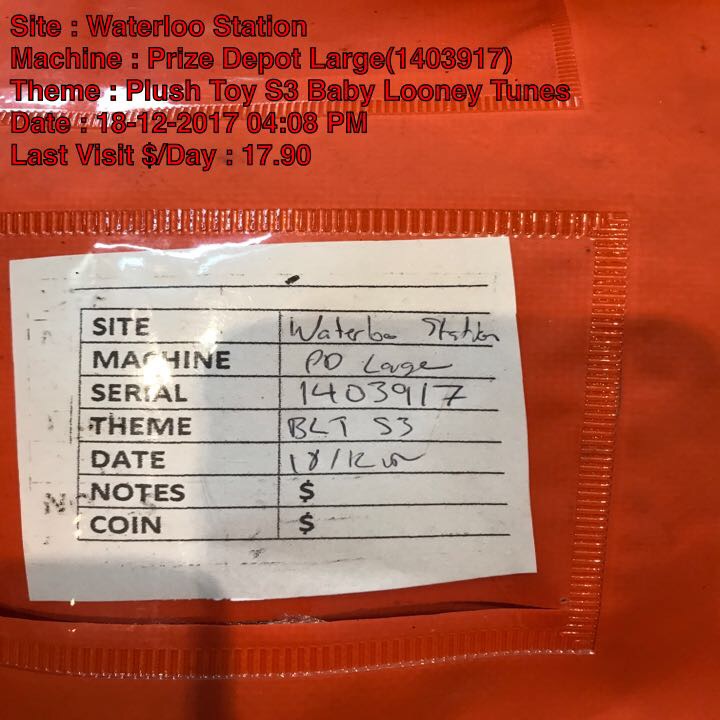 Site : Waterloo Station
Machine : Prize Depot Large(1403917)
Theme : Plush Toy S3 Baby Looney Tunes
Date : 18-12-2017 04:08 PM
Last Visit $/Day : 17.90
SITE Waterloo Station
MACHINE PD Large
SERIAL 1403917
THEME BLT S3
DATE 18/12
NOTES $
COIN $